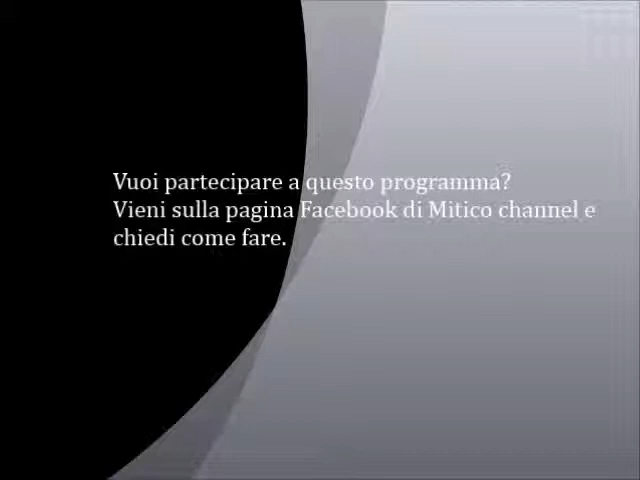 Vuoi partecipare a questo programma?
Vieni sulla pagina Facebook di Mitico channel e
chiedi come fare.